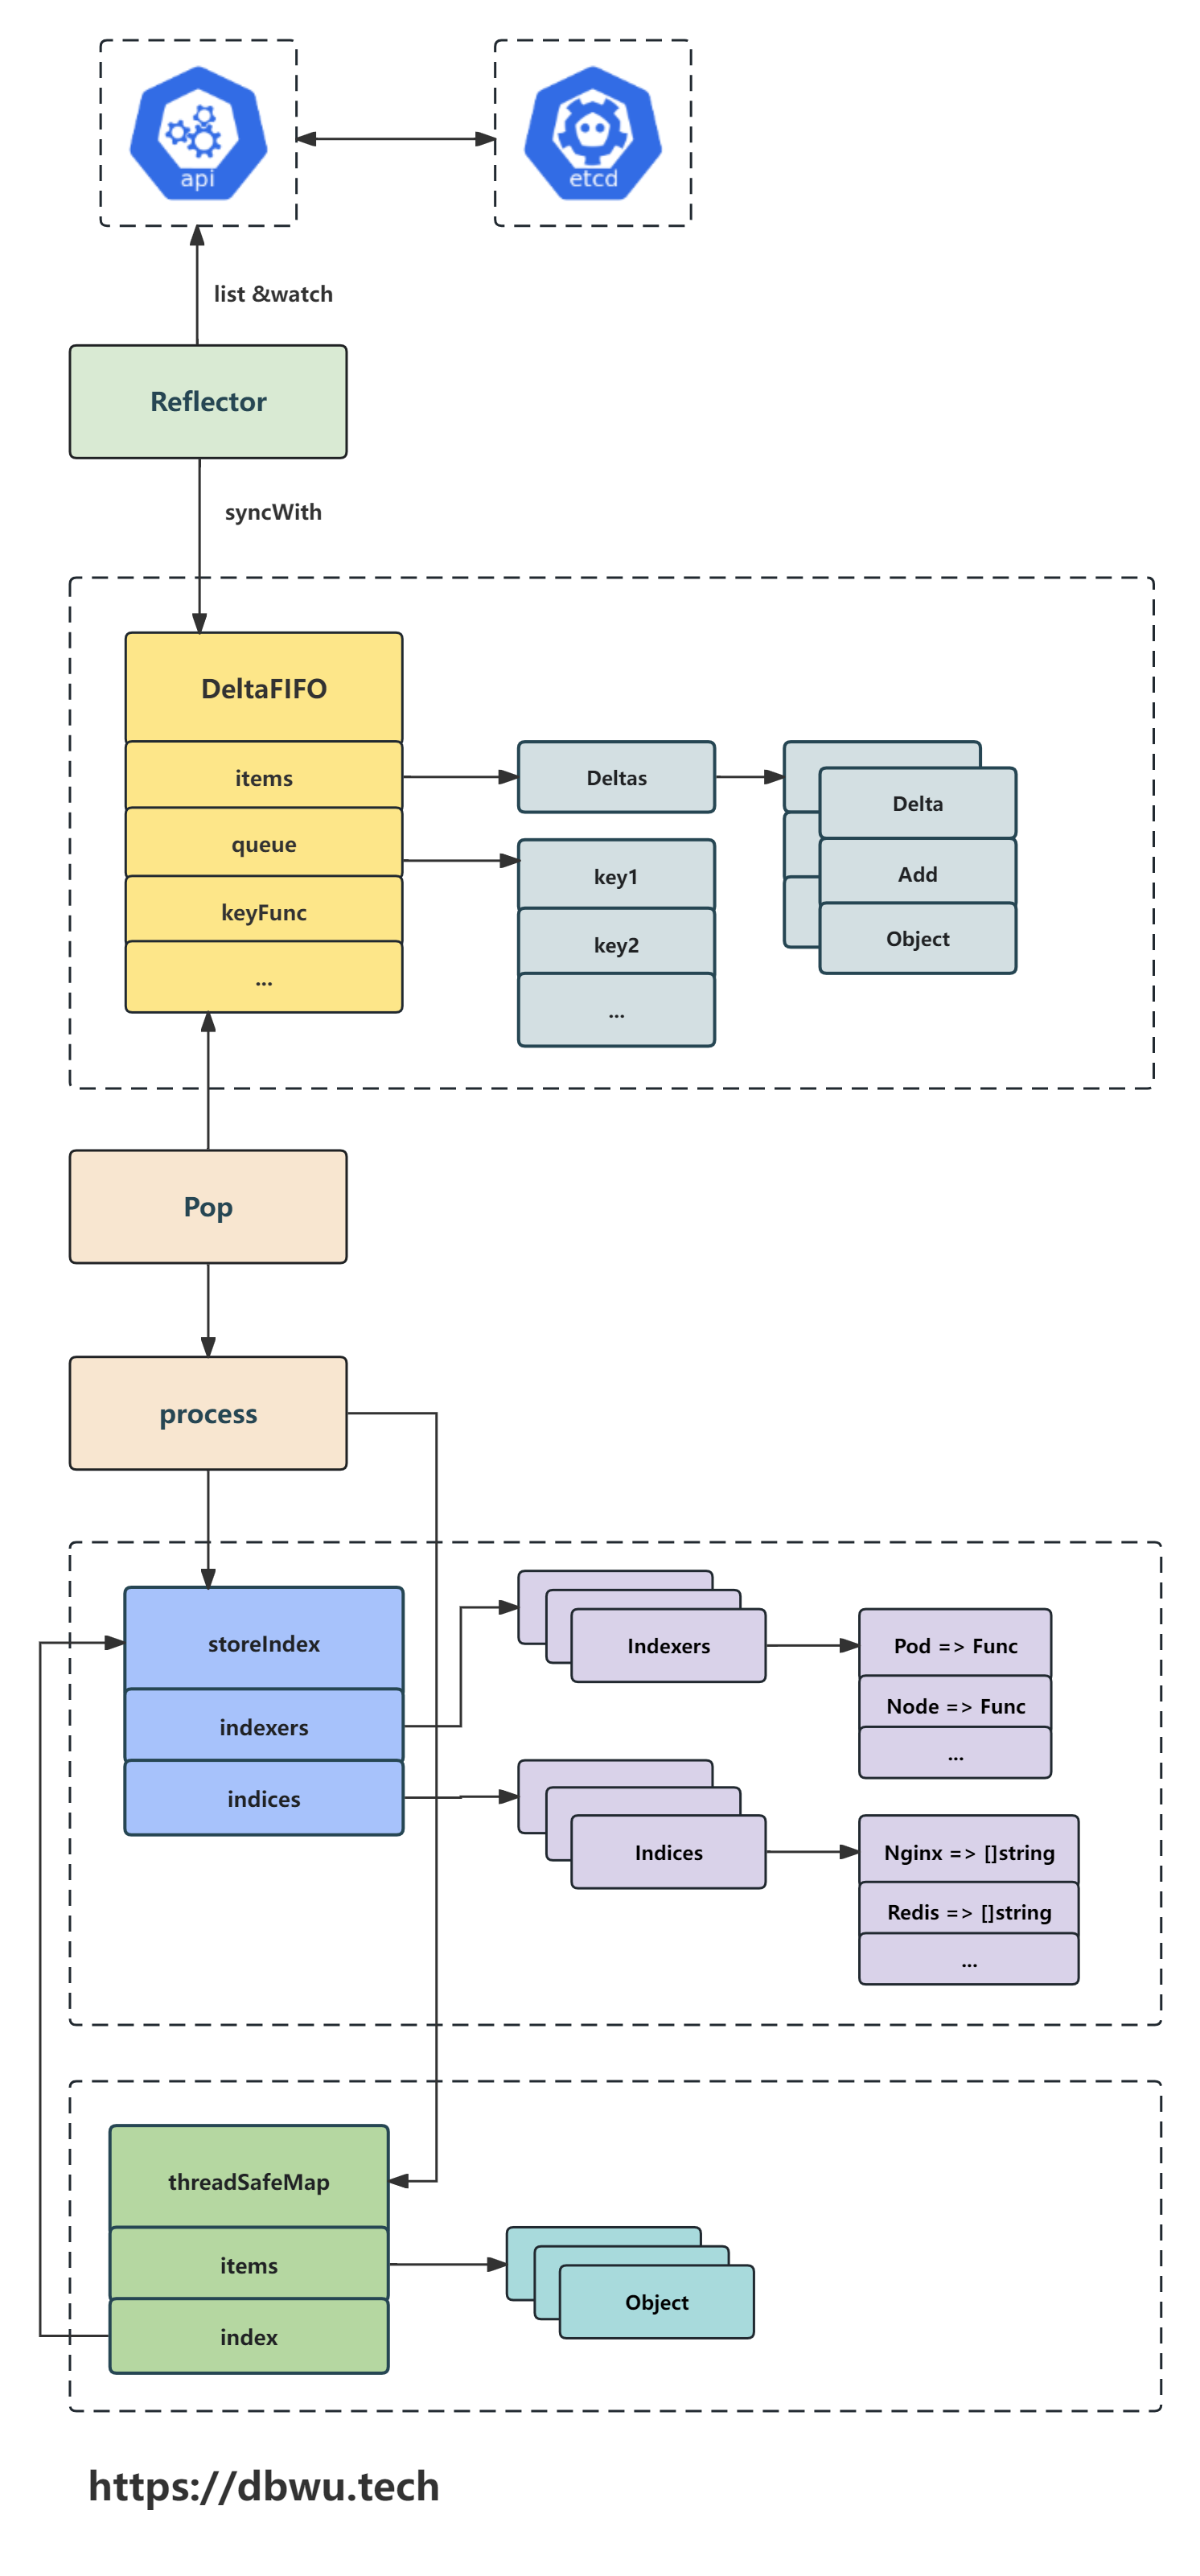 api
etcd
list &watch
Reflector
syncWith
DeltaFIFO
items
queue
keyFunc
...
Deltas
key1
key2
...
Delta
Add
Object
Pop
process
storeIndex
indexers
indices
Indexers
Pod => Func
Node => Func
...
Indices
Nginx => []string
Redis => []string
...
threadSafeMap
items
index
Object
https://dbwu.tech